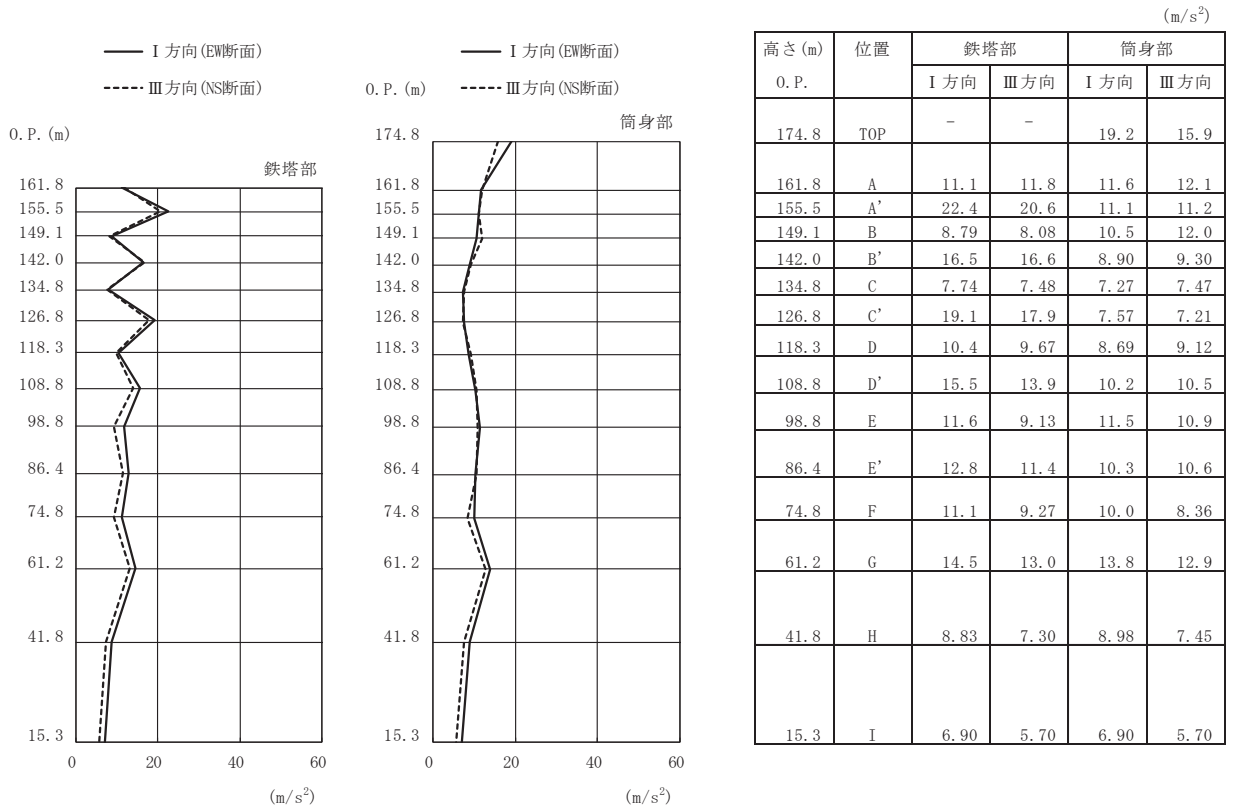 Ⅰ方向(EW断面)
Ⅲ方向(NS断面)
O.P.(m)
鉄塔部
161.8
155.5
149.1
142.0
134.8
126.8
118.3
108.8
98.8
86.4
74.8
61.2
41.8
15.3
0 20 40 60
(m/s²)
Ⅰ方向(EW断面)
Ⅲ方向(NS断面)
O.P.(m)
筒身部
174.8
161.8
155.5
149.1
142.0
134.8
126.8
118.3
108.8
98.8
86.4
74.8
61.2
41.8
15.3
0 20 40 60
(m/s²)
(m/s²)
高さ(m) 位置 鉄塔部 筒身部
O.P. Ⅰ方向 Ⅲ方向 Ⅰ方向 Ⅲ方向
174.8 TOP － － 19.2 15.9
161.8 A 11.1 11.8 11.6 12.1
155.5 A' 22.4 20.6 11.1 11.2
149.1 B 8.79 8.08 10.5 12.0
142.0 B' 16.5 16.6 8.90 9.30
134.8 C 7.74 7.48 7.27 7.47
126.8 C' 19.1 17.9 7.57 7.21
118.3 D 10.4 9.67 8.69 9.12
108.8 D' 15.5 13.9 10.2 10.5
98.8 E 11.6 9.13 11.5 10.9
86.4 E' 12.8 11.4 10.3 10.6
74.8 F 11.1 9.27 10.0 8.36
61.2 G 14.5 13.0 13.8 12.9
41.8 H 8.83 7.30 8.98 7.45
15.3 I 6.90 5.70 6.90 5.70